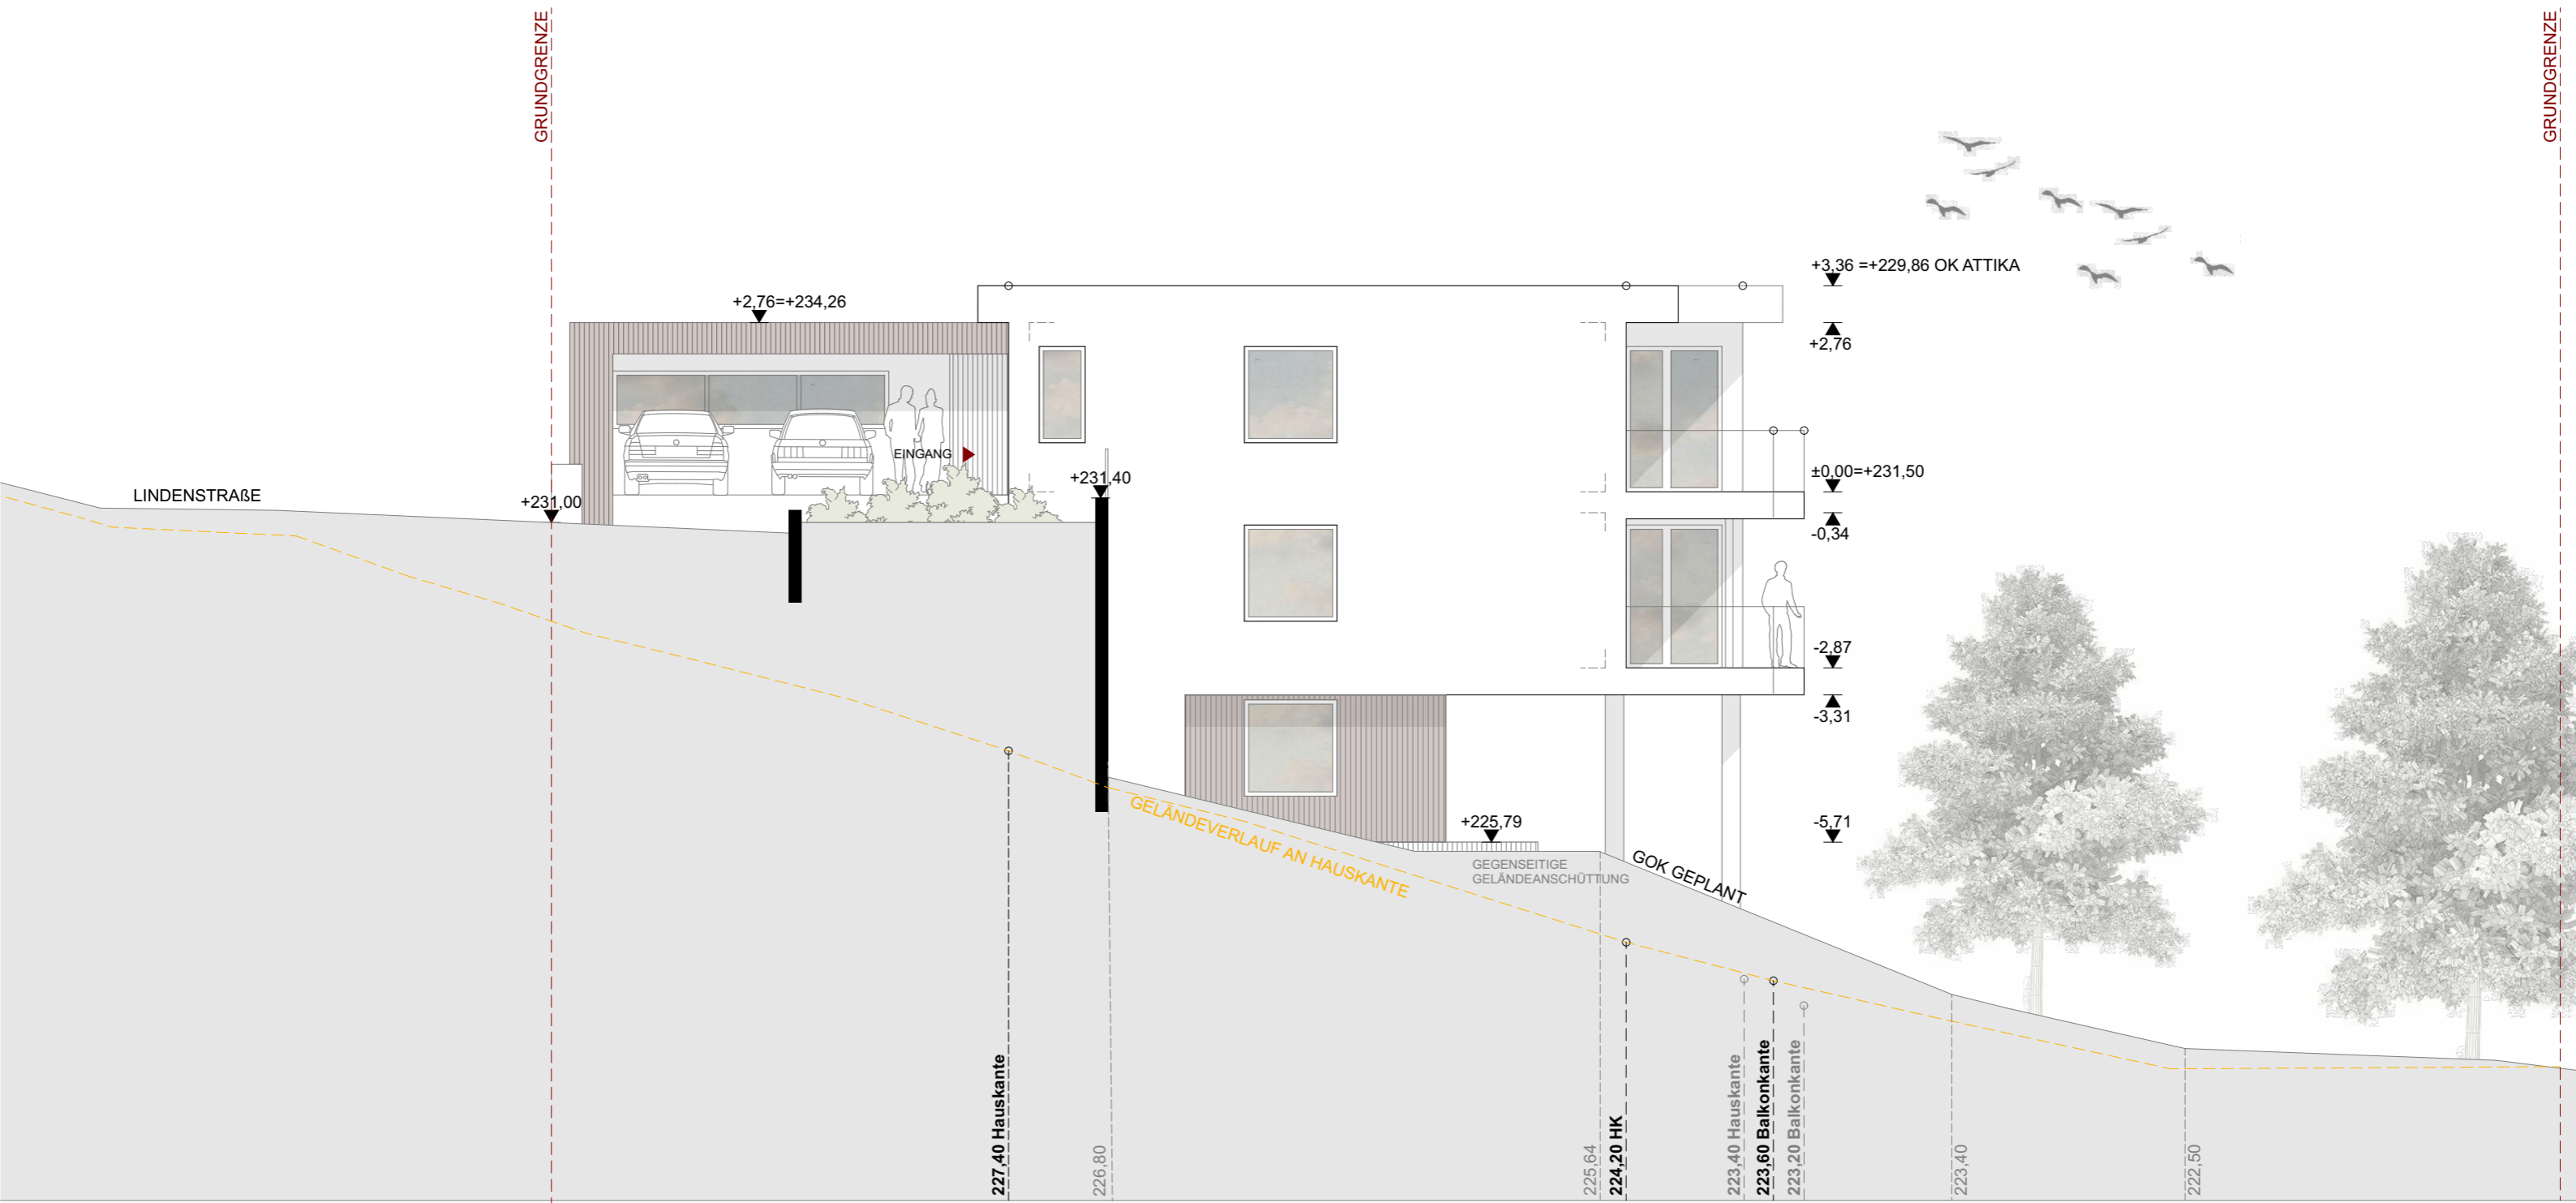 GRUNDGRENZE
GRUNDGRENZE
+3,36 =+229,86 OK ATTIKA
+2,76=+234,26
+2,76
EINGANG
+231,40
±0,00=+231,50
LINDENSTRAßE
+231,00
-0,34
-2,87
-3,31
GELÄNDEVERLAUF AN HAUSKANTE
+225,79
-5,71
GEGENSEITIGE
GELÄNDEANSCHÜTTUNG
GOK GEPLANT
227,40 Hauskante
226,80
225,64
224,20 HK
223,40 Hauskante
223,60 Balkonkante
223,20 Balkonkante
223,40
222,50